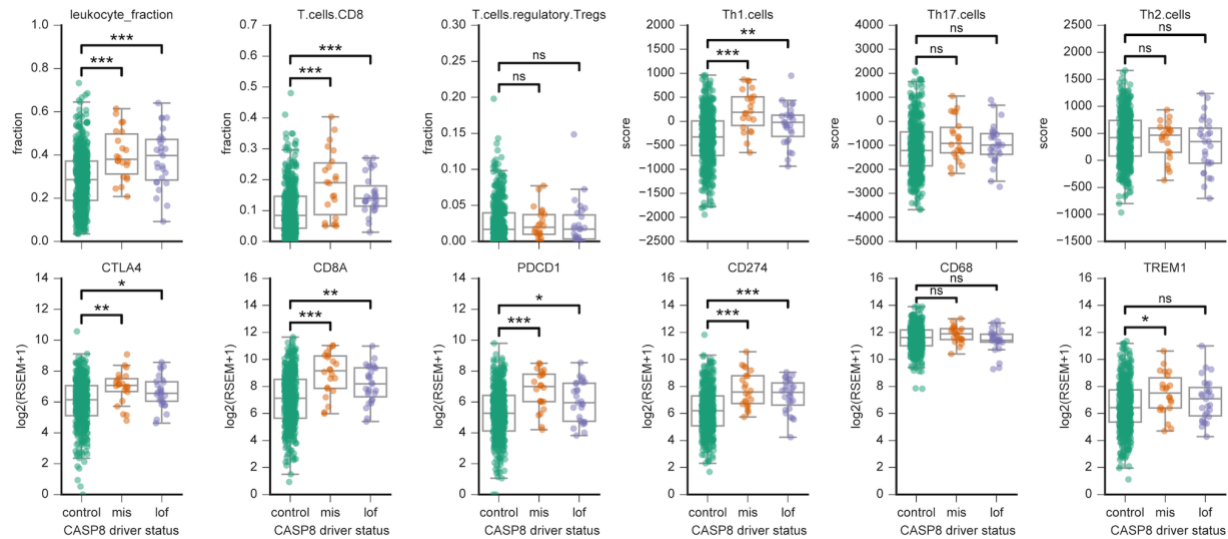 leukocyte_fraction
***
***
fraction
1.0
0.8
0.6
0.4
0.2
0.0
T.cells.CD8
***
***
fraction
0.6
0.5
0.4
0.3
0.2
0.1
0.0
T.cells.regulatory.Tregs
ns
ns
fraction
0.30
0.25
0.20
0.15
0.10
0.05
0.00
Th1.cells
**
***
score
2000
1500
1000
500
0
−500
−1000
−1500
−2000
−2500
Th17.cells
ns
ns
score
4000
3000
2000
1000
0
−1000
−2000
−3000
−4000
−5000
Th2.cells
ns
ns
score
2500
2000
1500
1000
500
0
−500
−1000
−1500
CTLA4
*
**
log2(RSEM+1)
14
12
10
8
6
4
2
0
control mis lof
CASP8 driver status
CD8A
**
***
log2(RSEM+1)
16
14
12
10
8
6
4
2
0
control mis lof
CASP8 driver status
PDCD1
*
***
log2(RSEM+1)
14
12
10
8
6
4
2
0
control mis lof
CASP8 driver status
CD274
***
***
log2(RSEM+1)
16
14
12
10
8
6
4
2
0
control mis lof
CASP8 driver status
CD68
ns
ns
log2(RSEM+1)
16
14
12
10
8
6
4
2
0
control mis lof
CASP8 driver status
TREM1
ns
*
log2(RSEM+1)
16
14
12
10
8
6
4
2
0
control mis lof
CASP8 driver status